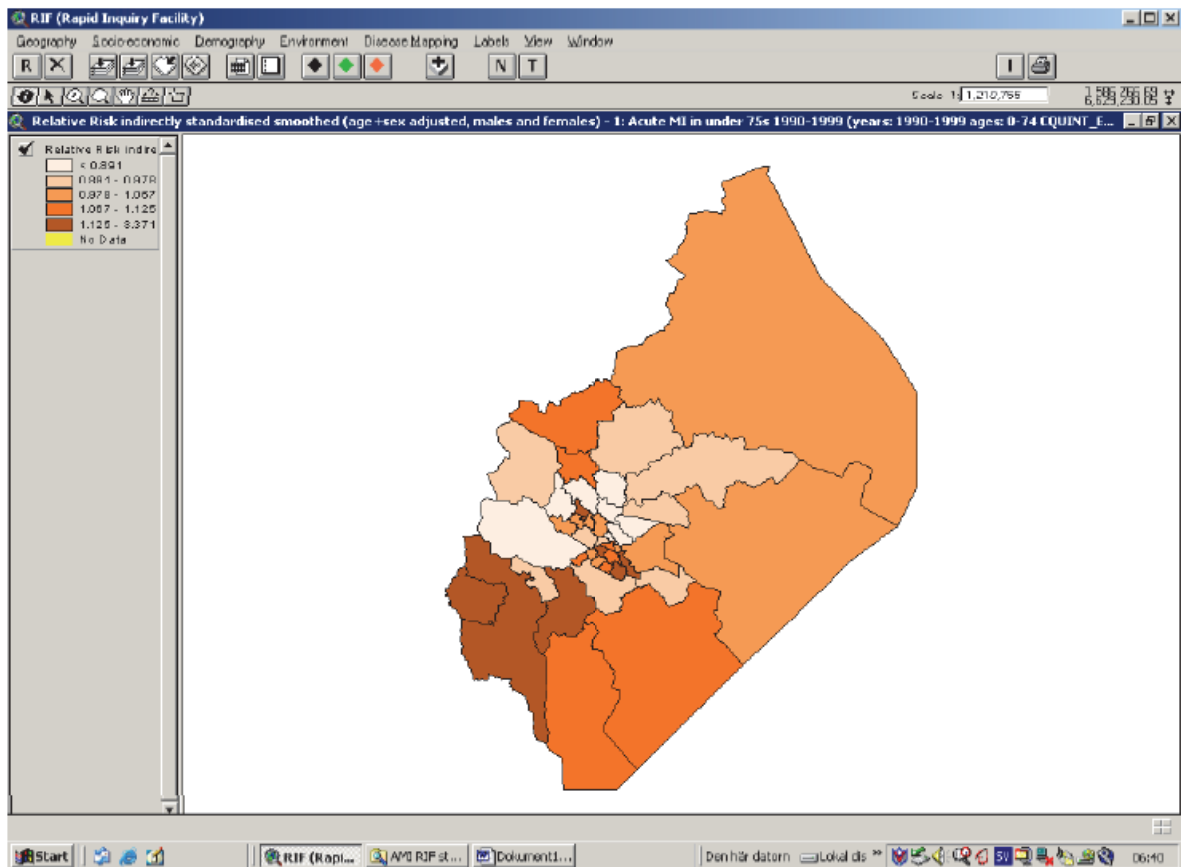 RIF (Rapid Inquiry Facility)
Geography Socio-economic Demography Environment Disease Mapping Labels View Window
R N T I
Scale 1: 1,210,755
Relative Risk indirectly standardised smoothed (age+sex adjusted, males and females) - 1: Acute MI in under 75s 1990-1999 (years: 1990-1999 ages: 0-74 CQUINT_E...
Relative Risk indire
< 0.891
0.891 - 0.978
0.978 - 1.057
1.057 - 1.125
1.125 - 3.371
No Data
Start RIF (Rapi... AMI RIF st... Dokument1... Den här datorn Lokal dis » SV 06:40